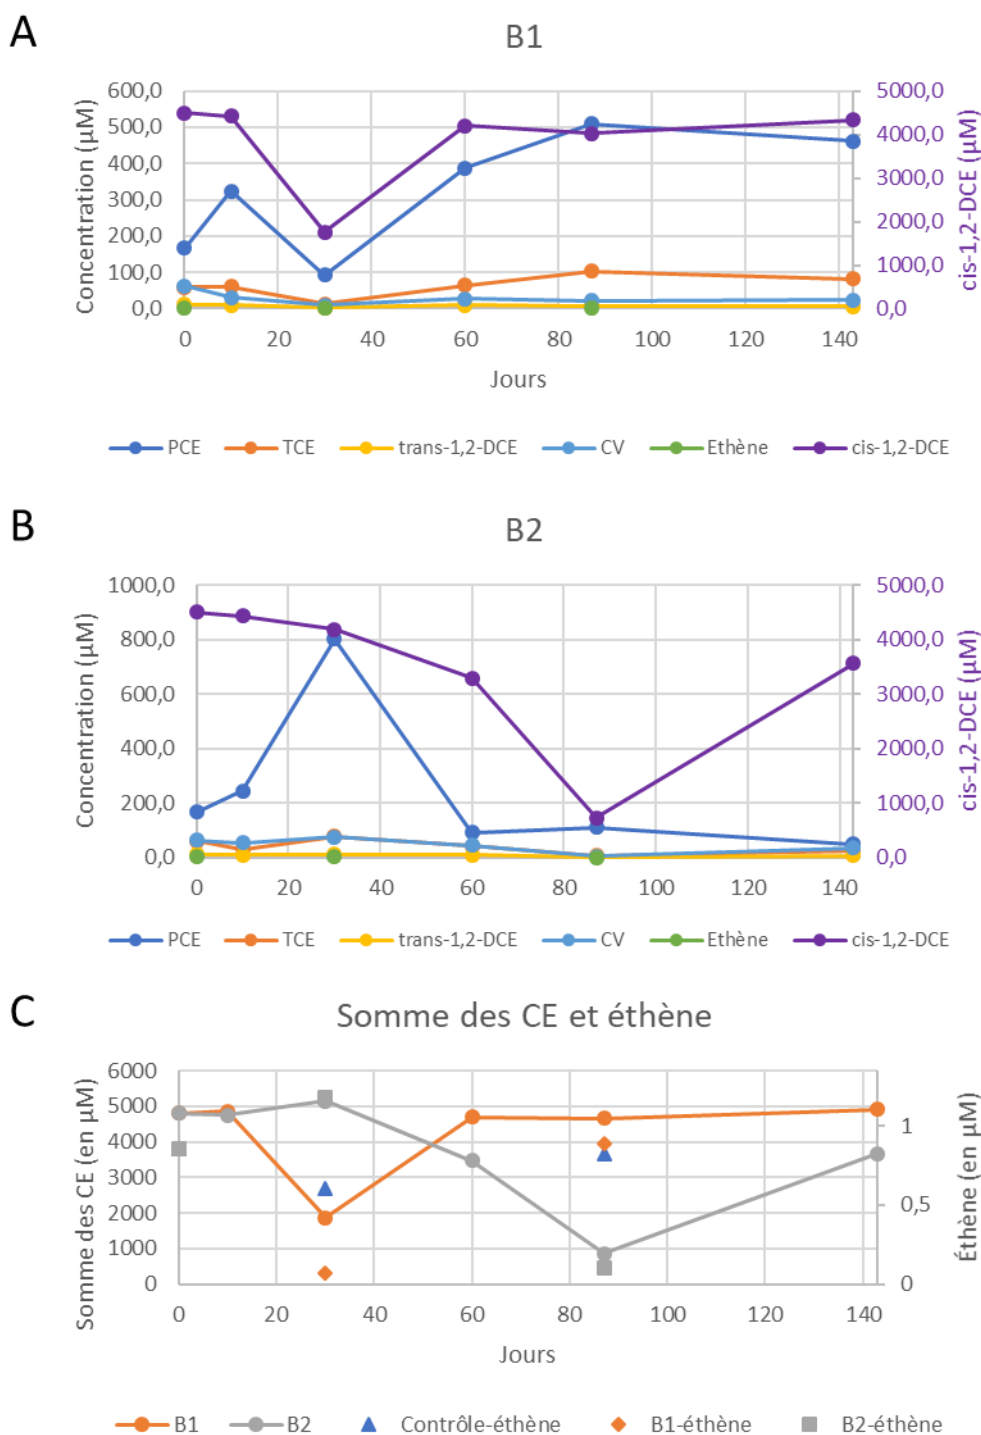 A
B1
600,0
500,0
400,0
300,0
200,0
100,0
0,0
Concentration (µM)
5000,0
4000,0
3000,0
2000,0
1000,0
0,0
cis-1,2-DCE (µM)
0 20 40 60 80 100 120 140
Jours
PCE TCE trans-1,2-DCE CV Ethène cis-1,2-DCE
B
B2
1000,0
800,0
600,0
400,0
200,0
0,0
Concentration (µM)
5000,0
4000,0
3000,0
2000,0
1000,0
0,0
cis-1,2-DCE (µM)
0 20 40 60 80 100 120 140
PCE TCE trans-1,2-DCE CV Ethène cis-1,2-DCE
C
Somme des CE et éthène
6000
5000
4000
3000
2000
1000
0
Somme des CE (en µM)
1
0,5
0
Éthène (en µM)
0 20 40 60 80 100 120 140
Jours
B1 B2 Contrôle-éthène B1-éthène B2-éthène